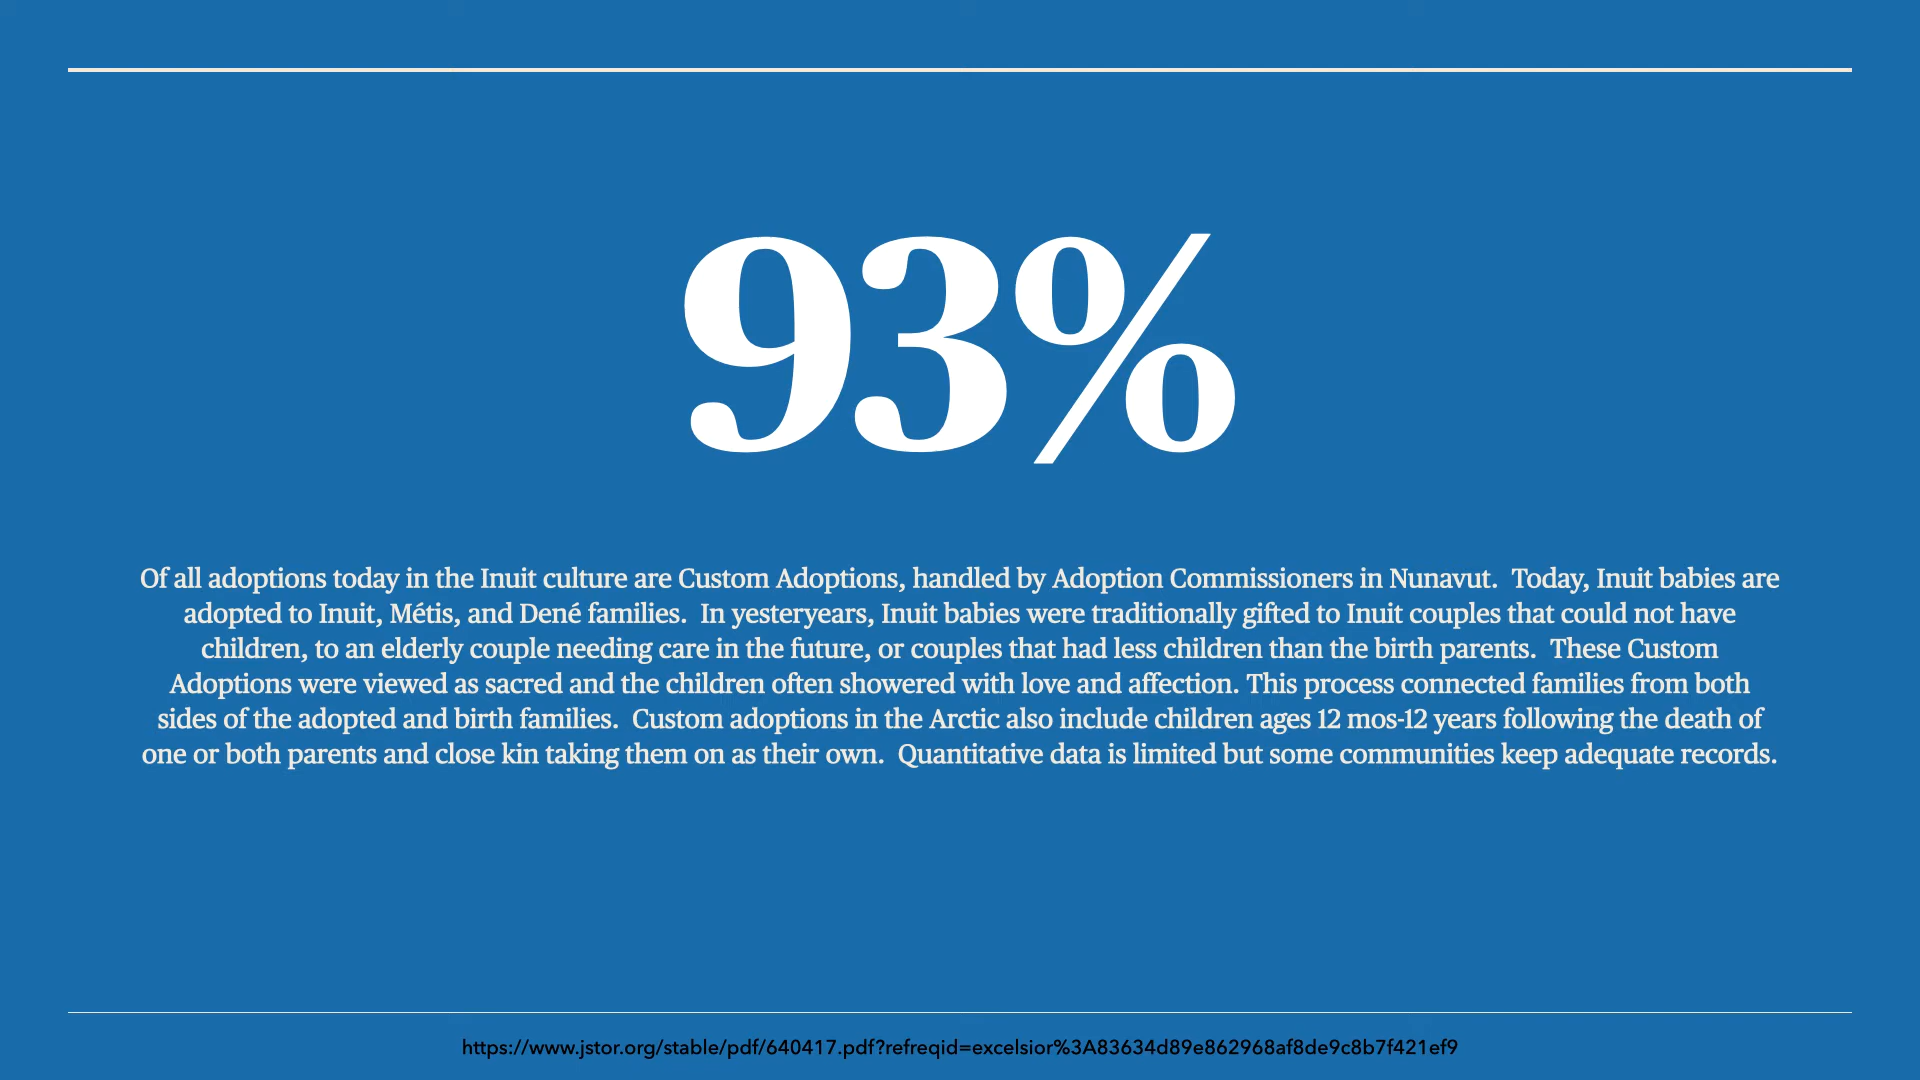 93%
Of all adoptions today in the Inuit culture are Custom Adoptions, handled by Adoption Commissioners in Nunavut.  Today, Inuit babies are
adopted to Inuit, Métis, and Dené families.  In yesteryears, Inuit babies were traditionally gifted to Inuit couples that could not have
children, to an elderly couple needing care in the future, or couples that had less children than the birth parents.  These Custom
Adoptions were viewed as sacred and the children often showered with love and affection. This process connected families from both
sides of the adopted and birth families.  Custom adoptions in the Arctic also include children ages 12 mos-12 years following the death of
one or both parents and close kin taking them on as their own.  Quantitative data is limited but some communities keep adequate records.
https://www.jstor.org/stable/pdf/640417.pdf?refreqid=excelsior%3A83634d89e862968af8de9c8b7f421ef9